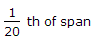 1/20 th of span